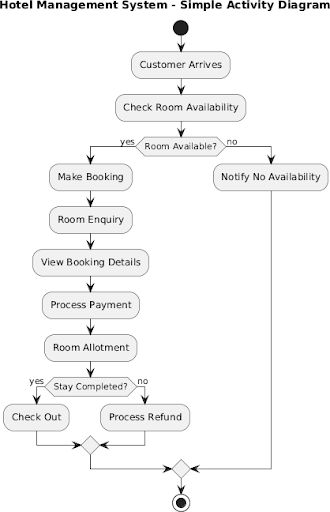 Hotel Management System - Simple Activity Diagram
Customer Arrives
Check Room Availability
yes
Room Available?
no
Make Booking
Notify No Availability
Room Enquiry
View Booking Details
Process Payment
Room Allotment
yes
Stay Completed?
no
Check Out
Process Refund